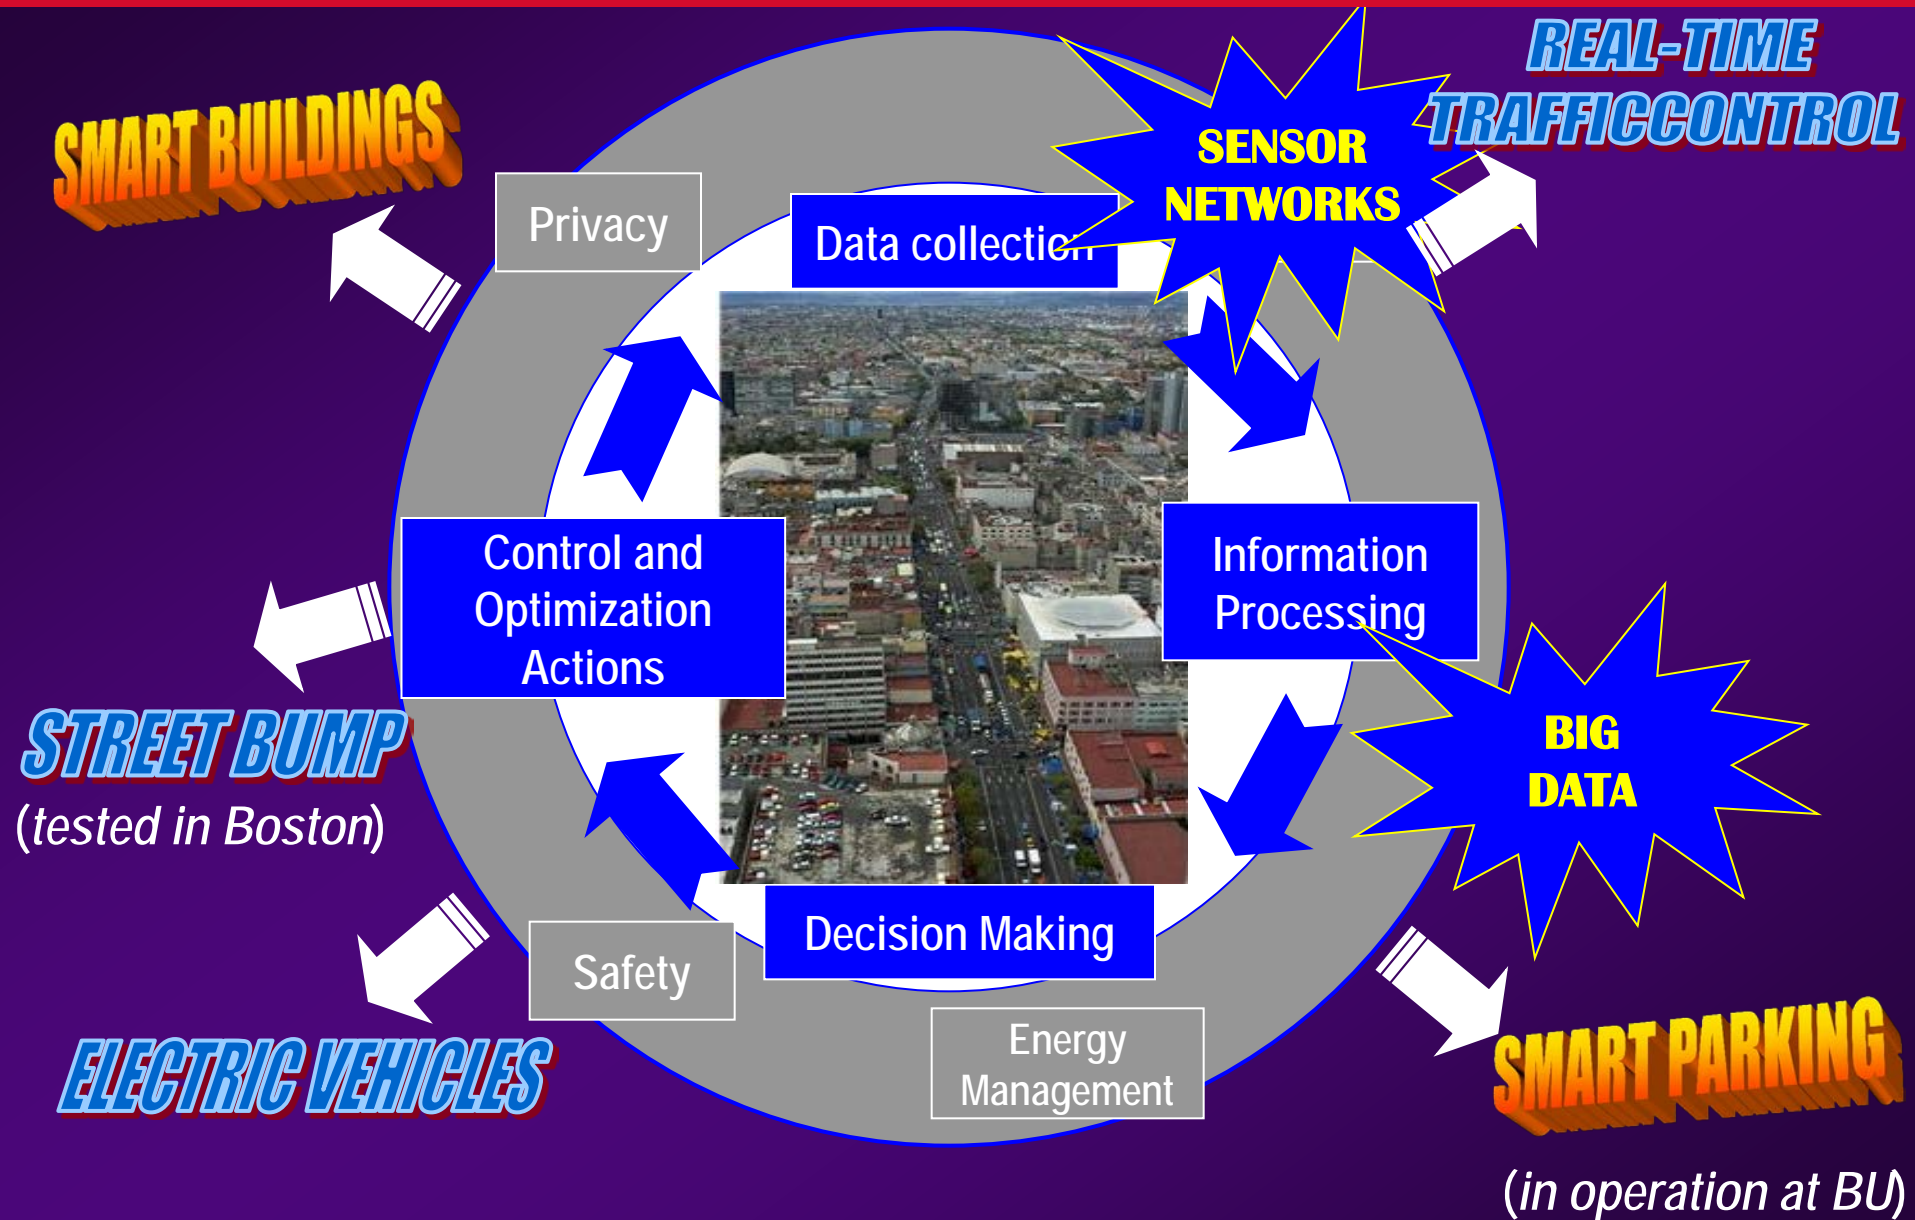 REAL-TIME
TRAFFICCONTROL
SMART BUILDINGS
SENSOR
NETWORKS
Privacy
Data collection
Control and
Optimization
Actions
Information
Processing
STREET BUMP
(tested in Boston)
BIG
DATA
Decision Making
Safety
Energy
Management
ELECTRIC VEHICLES
SMART PARKING
(in operation at BU)